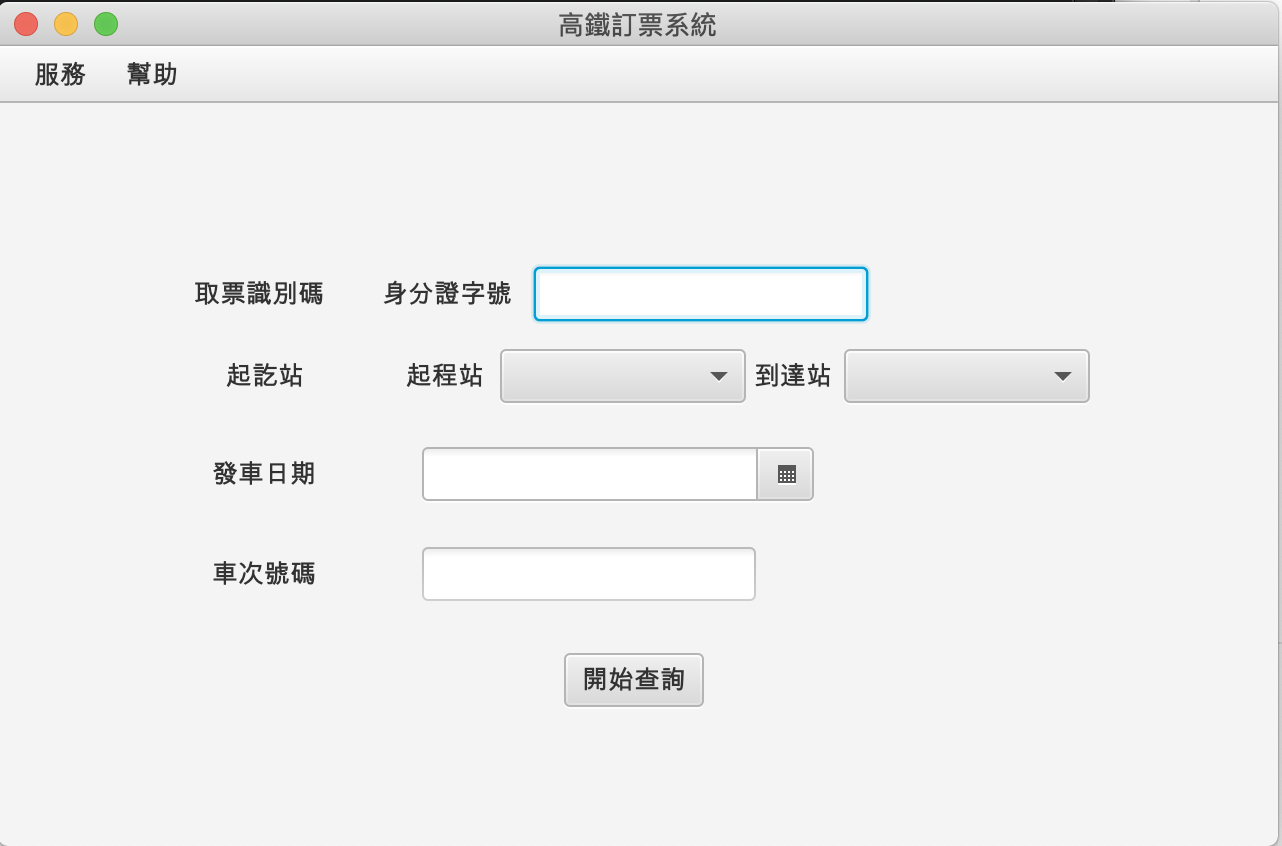 高鐵訂票系統
服務 幫助
取票識別碼 身分證字號
起訖站 起程站 到達站
發車日期
車次號碼
開始查詢